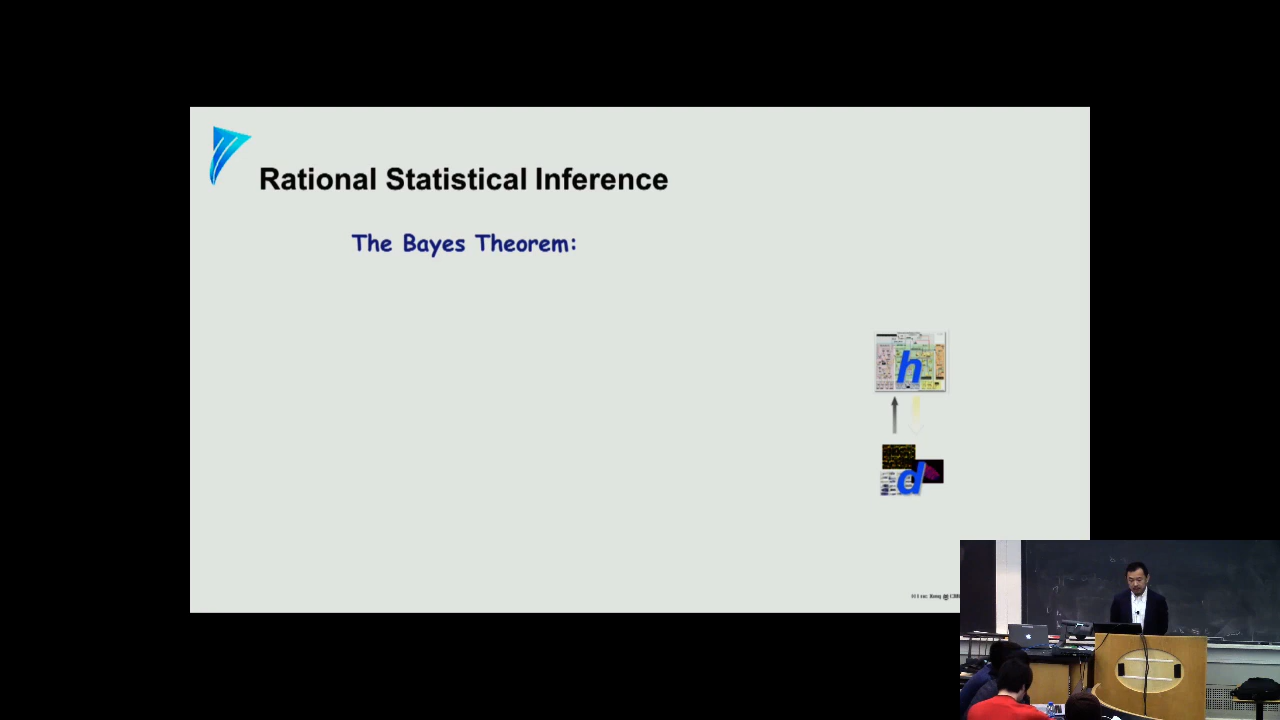 Rational Statistical Inference
The Bayes Theorem:
h
d